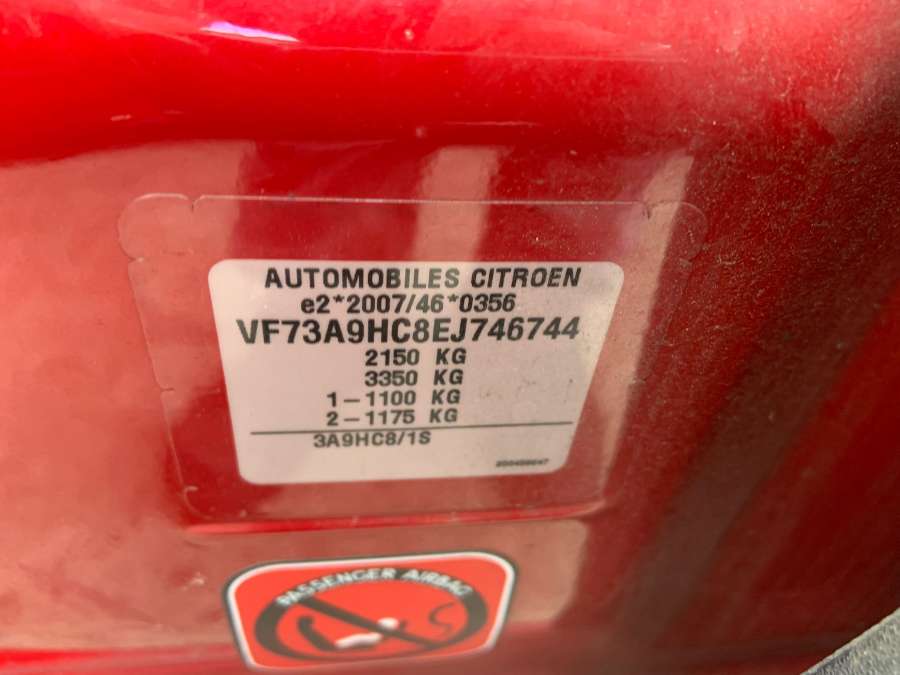 AUTOMOBILES CITROEN
e2*2007/46*0356
VF73A9HC8EJ746744
2150 KG
3350 KG
1-1100 KG
2-1175 KG
3A9HC8/1S
PASSENGER AIRBAG